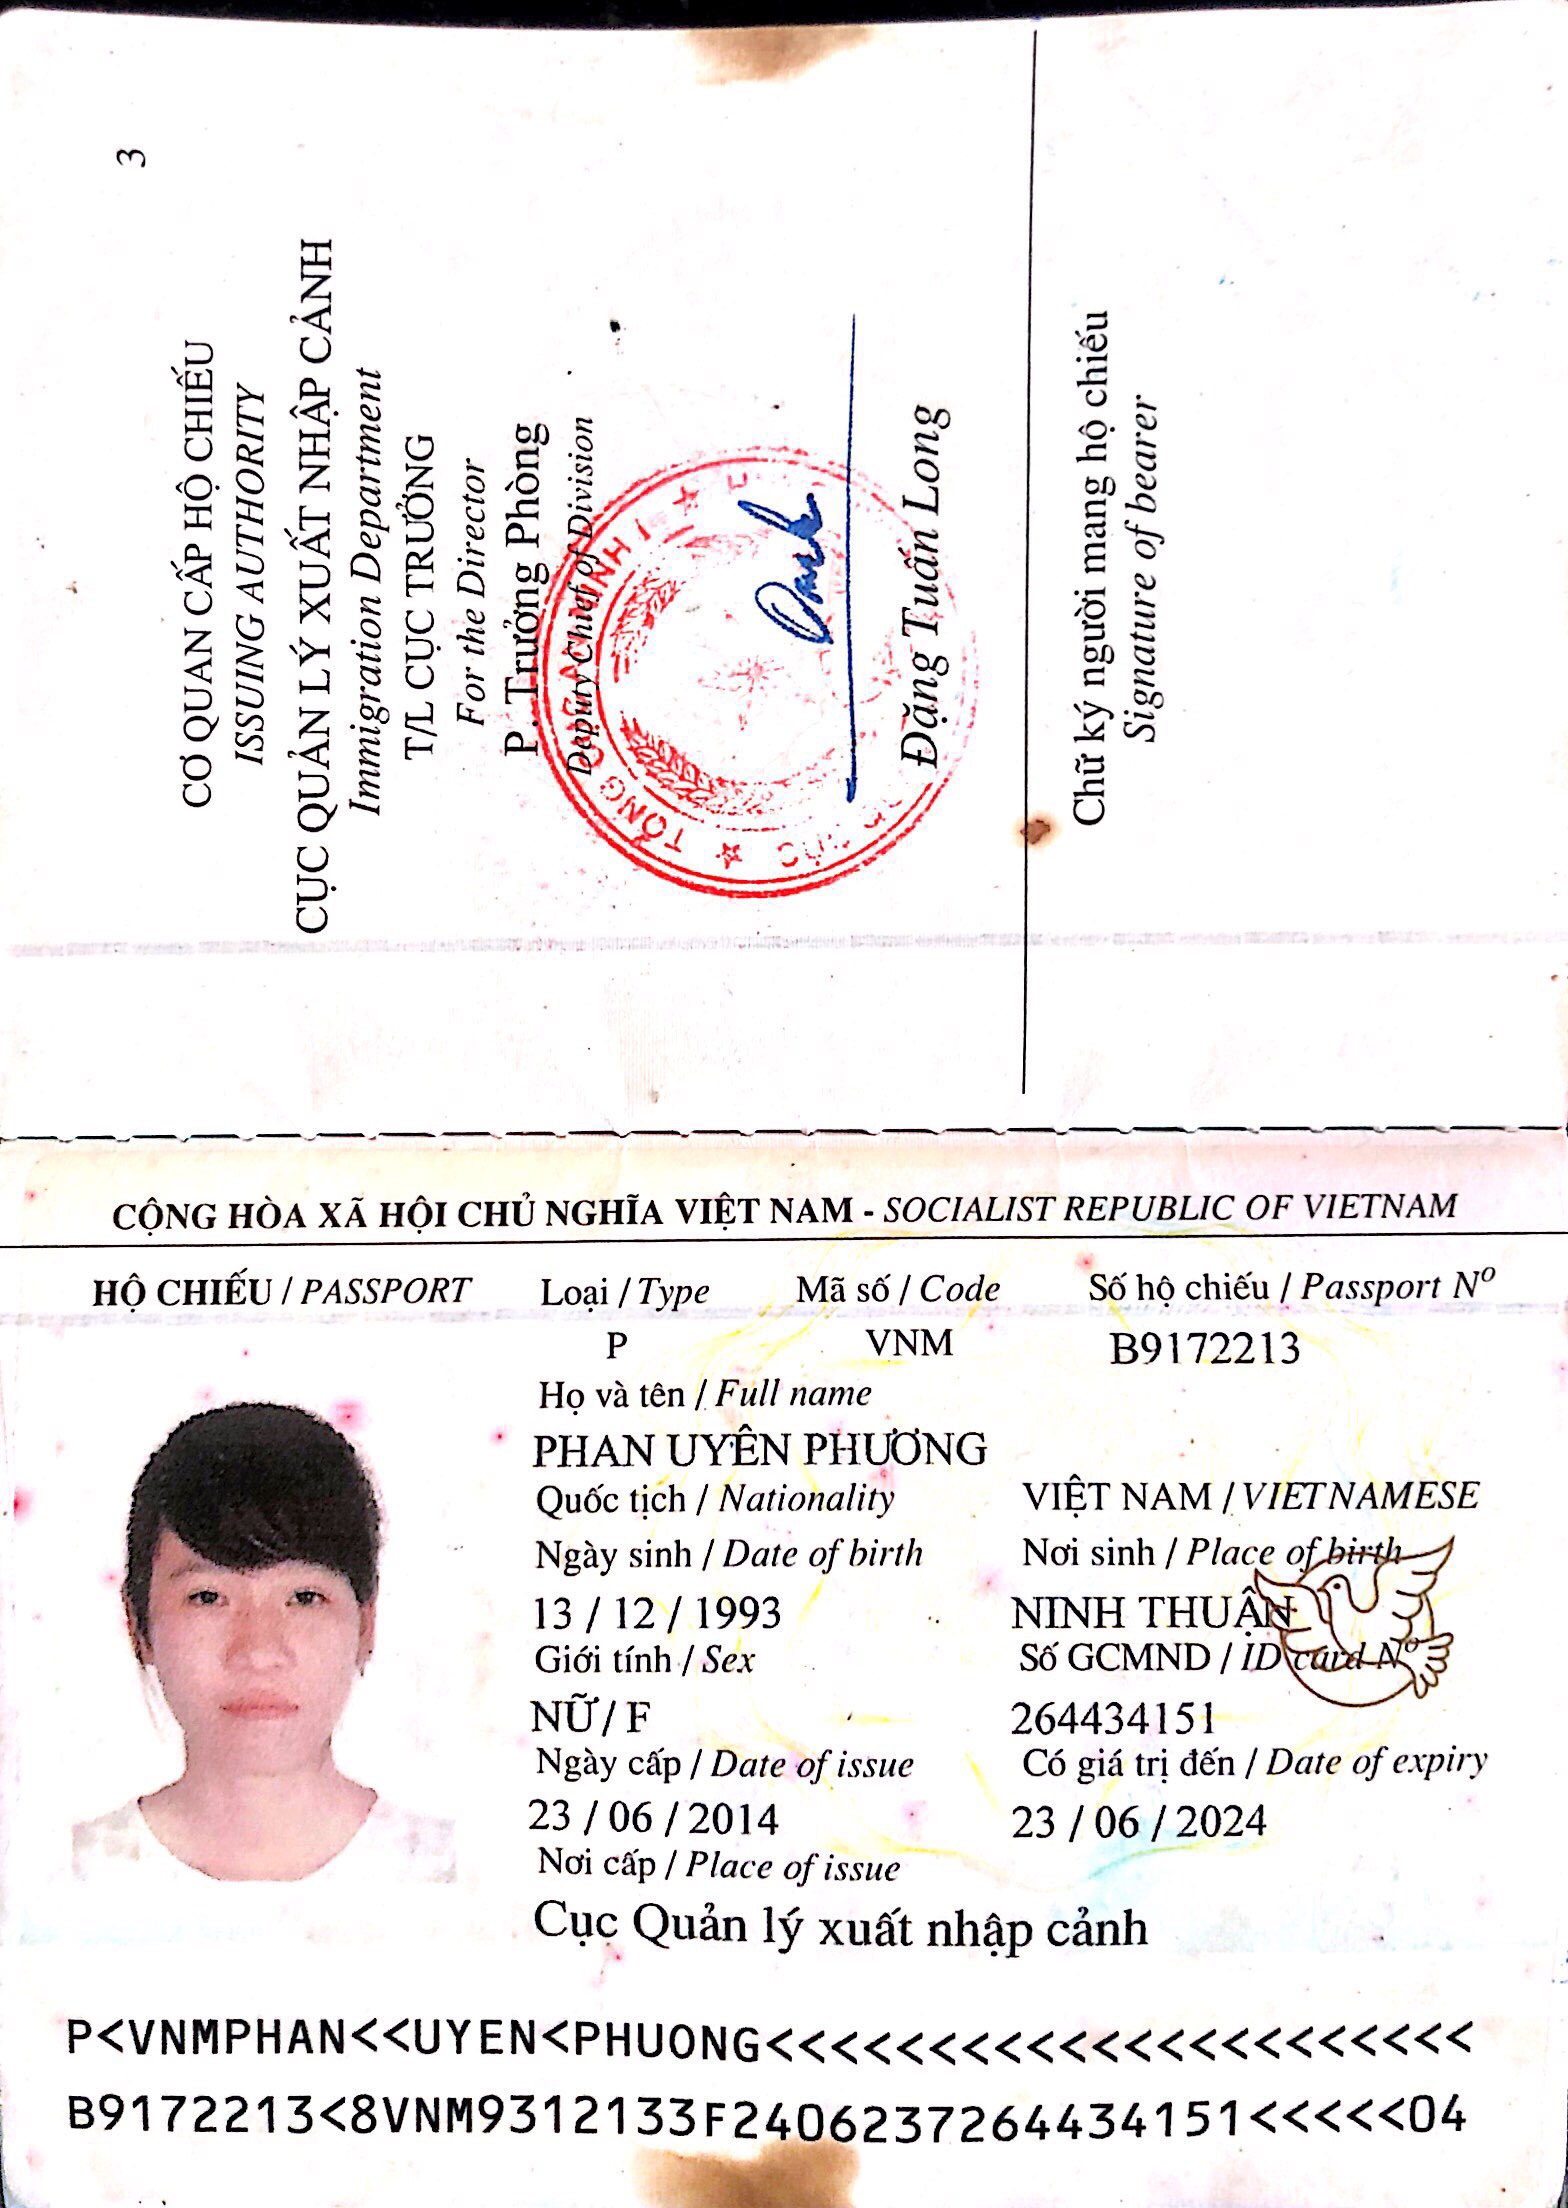 3
CƠ QUAN CẤP HỘ CHIẾU
ISSUING AUTHORITY
CỤC QUẢN LÝ XUẤT NHẬP CẢNH
Immigration Department
T/L CỤC TRƯỞNG
For the Director
P. Trưởng Phòng
Deputy Chief of Division
Đặng Tuấn Long
Chữ ký người mang hộ chiếu
Signature of bearer
CỘNG HÒA XÃ HỘI CHỦ NGHĨA VIỆT NAM - SOCIALIST REPUBLIC OF VIETNAM
HỘ CHIẾU / PASSPORT Loại / Type Mã số / Code Số hộ chiếu / Passport Nº
P VNM B9172213
Họ và tên / Full name
PHAN UYÊN PHƯƠNG
Quốc tịch / Nationality VIỆT NAM / VIETNAMESE
Ngày sinh / Date of birth Nơi sinh / Place of birth
13 / 12 / 1993 NINH THUẬN
Giới tính / Sex Số GCMND / ID card Nº
NỮ / F 264434151
Ngày cấp / Date of issue Có giá trị đến / Date of expiry
23 / 06 / 2014 23 / 06 / 2024
Nơi cấp / Place of issue
Cục Quản lý xuất nhập cảnh
P<VNMPHAN<<UYEN<PHUONG<<<<<<<<<<<<<<<<<<<<<<
B9172213<8VNM9312133F2406237264434151<<<<<04